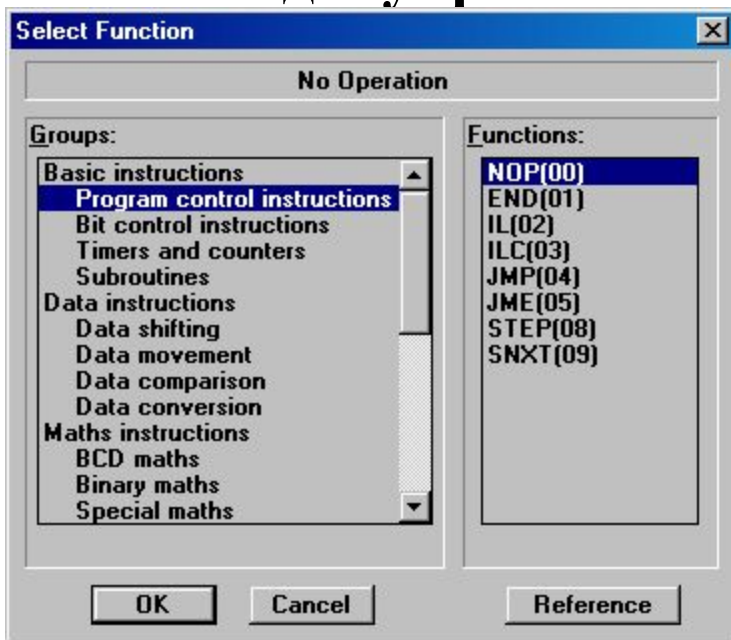 Select Function
No Operation
Groups:
Basic instructions
Program control instructions
Bit control instructions
Timers and counters
Subroutines
Data instructions
Data shifting
Data movement
Data comparison
Data conversion
Maths instructions
BCD maths
Binary maths
Special maths
Functions:
NOP(00)
END(01)
IL(02)
ILC(03)
JMP(04)
JME(05)
STEP(08)
SNXT(09)
OK
Cancel
Reference